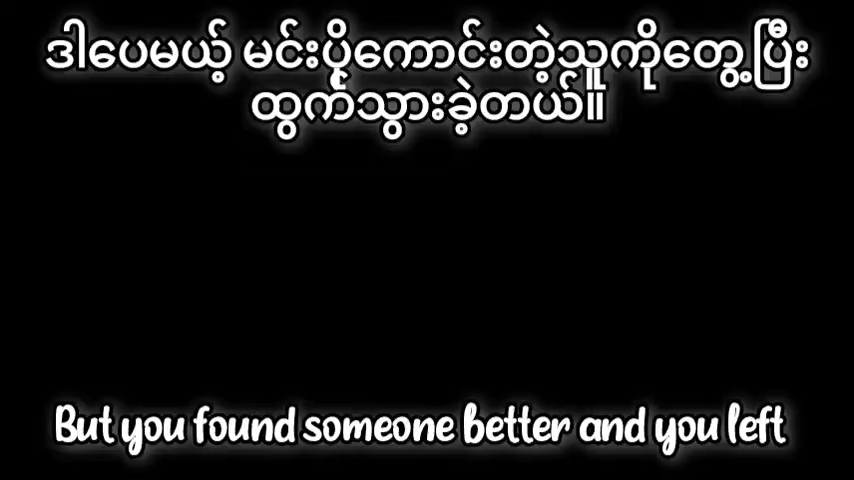 ဒါပေမယ့် မင်းပိုကောင်းတဲ့သူကိုတွေ့ပြီး
ထွက်သွားခဲ့တယ်။
But you found someone better and you left